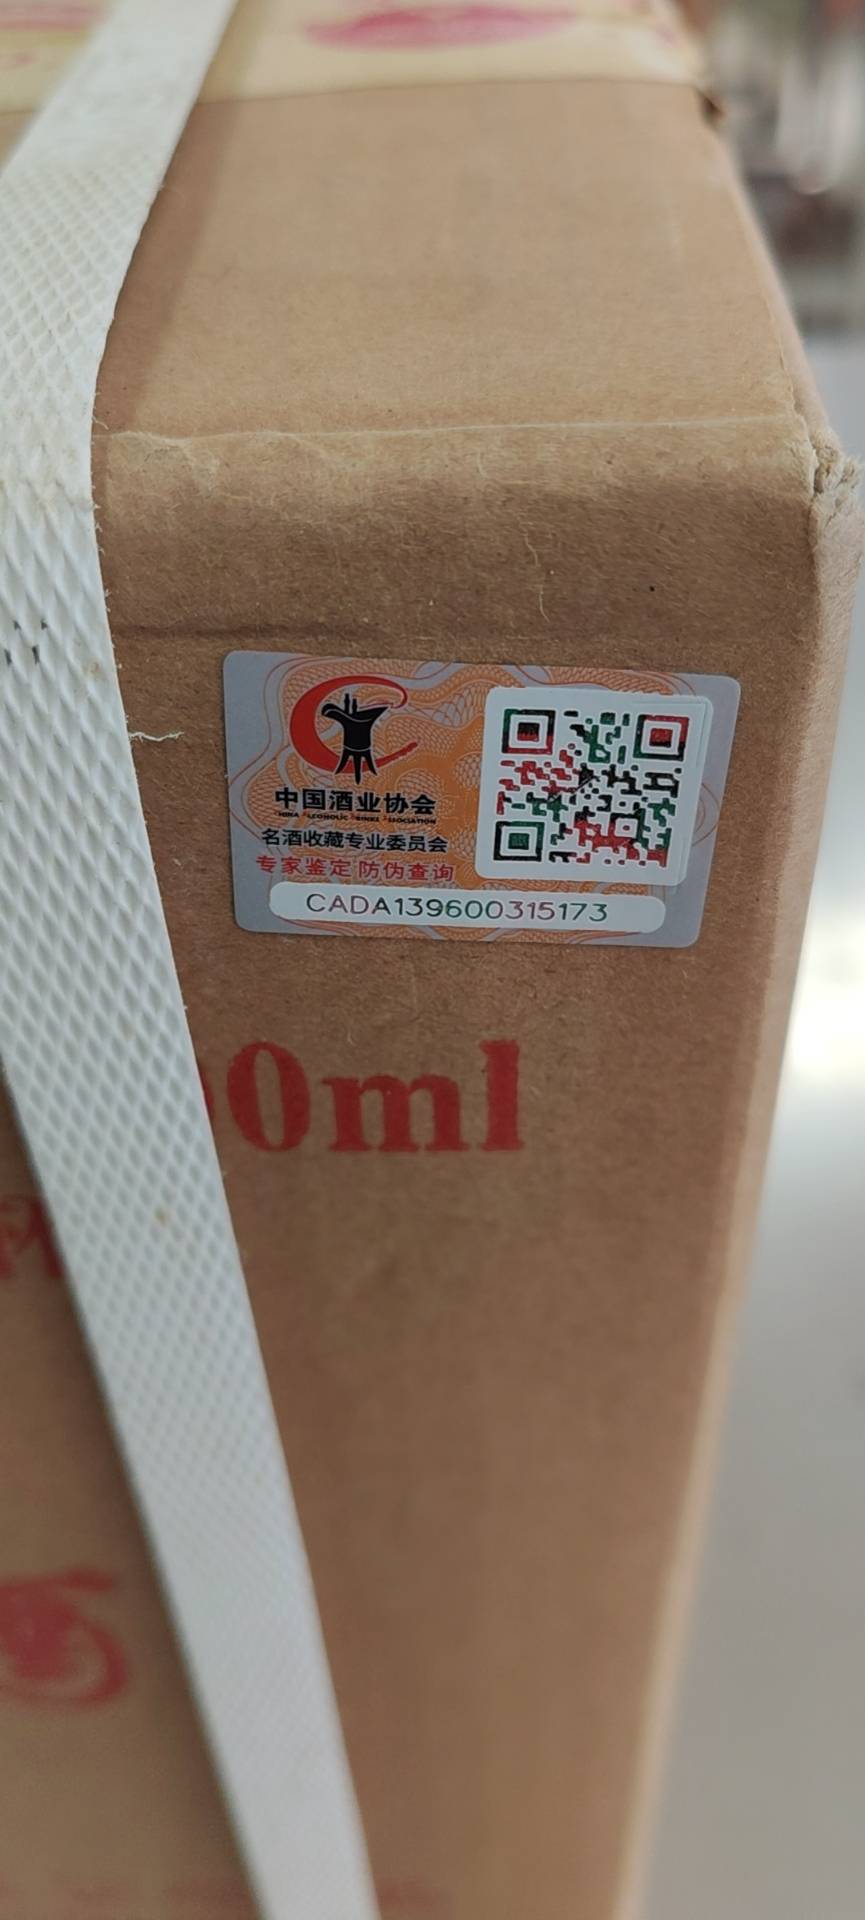 中国酒业协会
名酒收藏专业委员会
专家鉴定 防伪查询
CADA139600315173
0ml